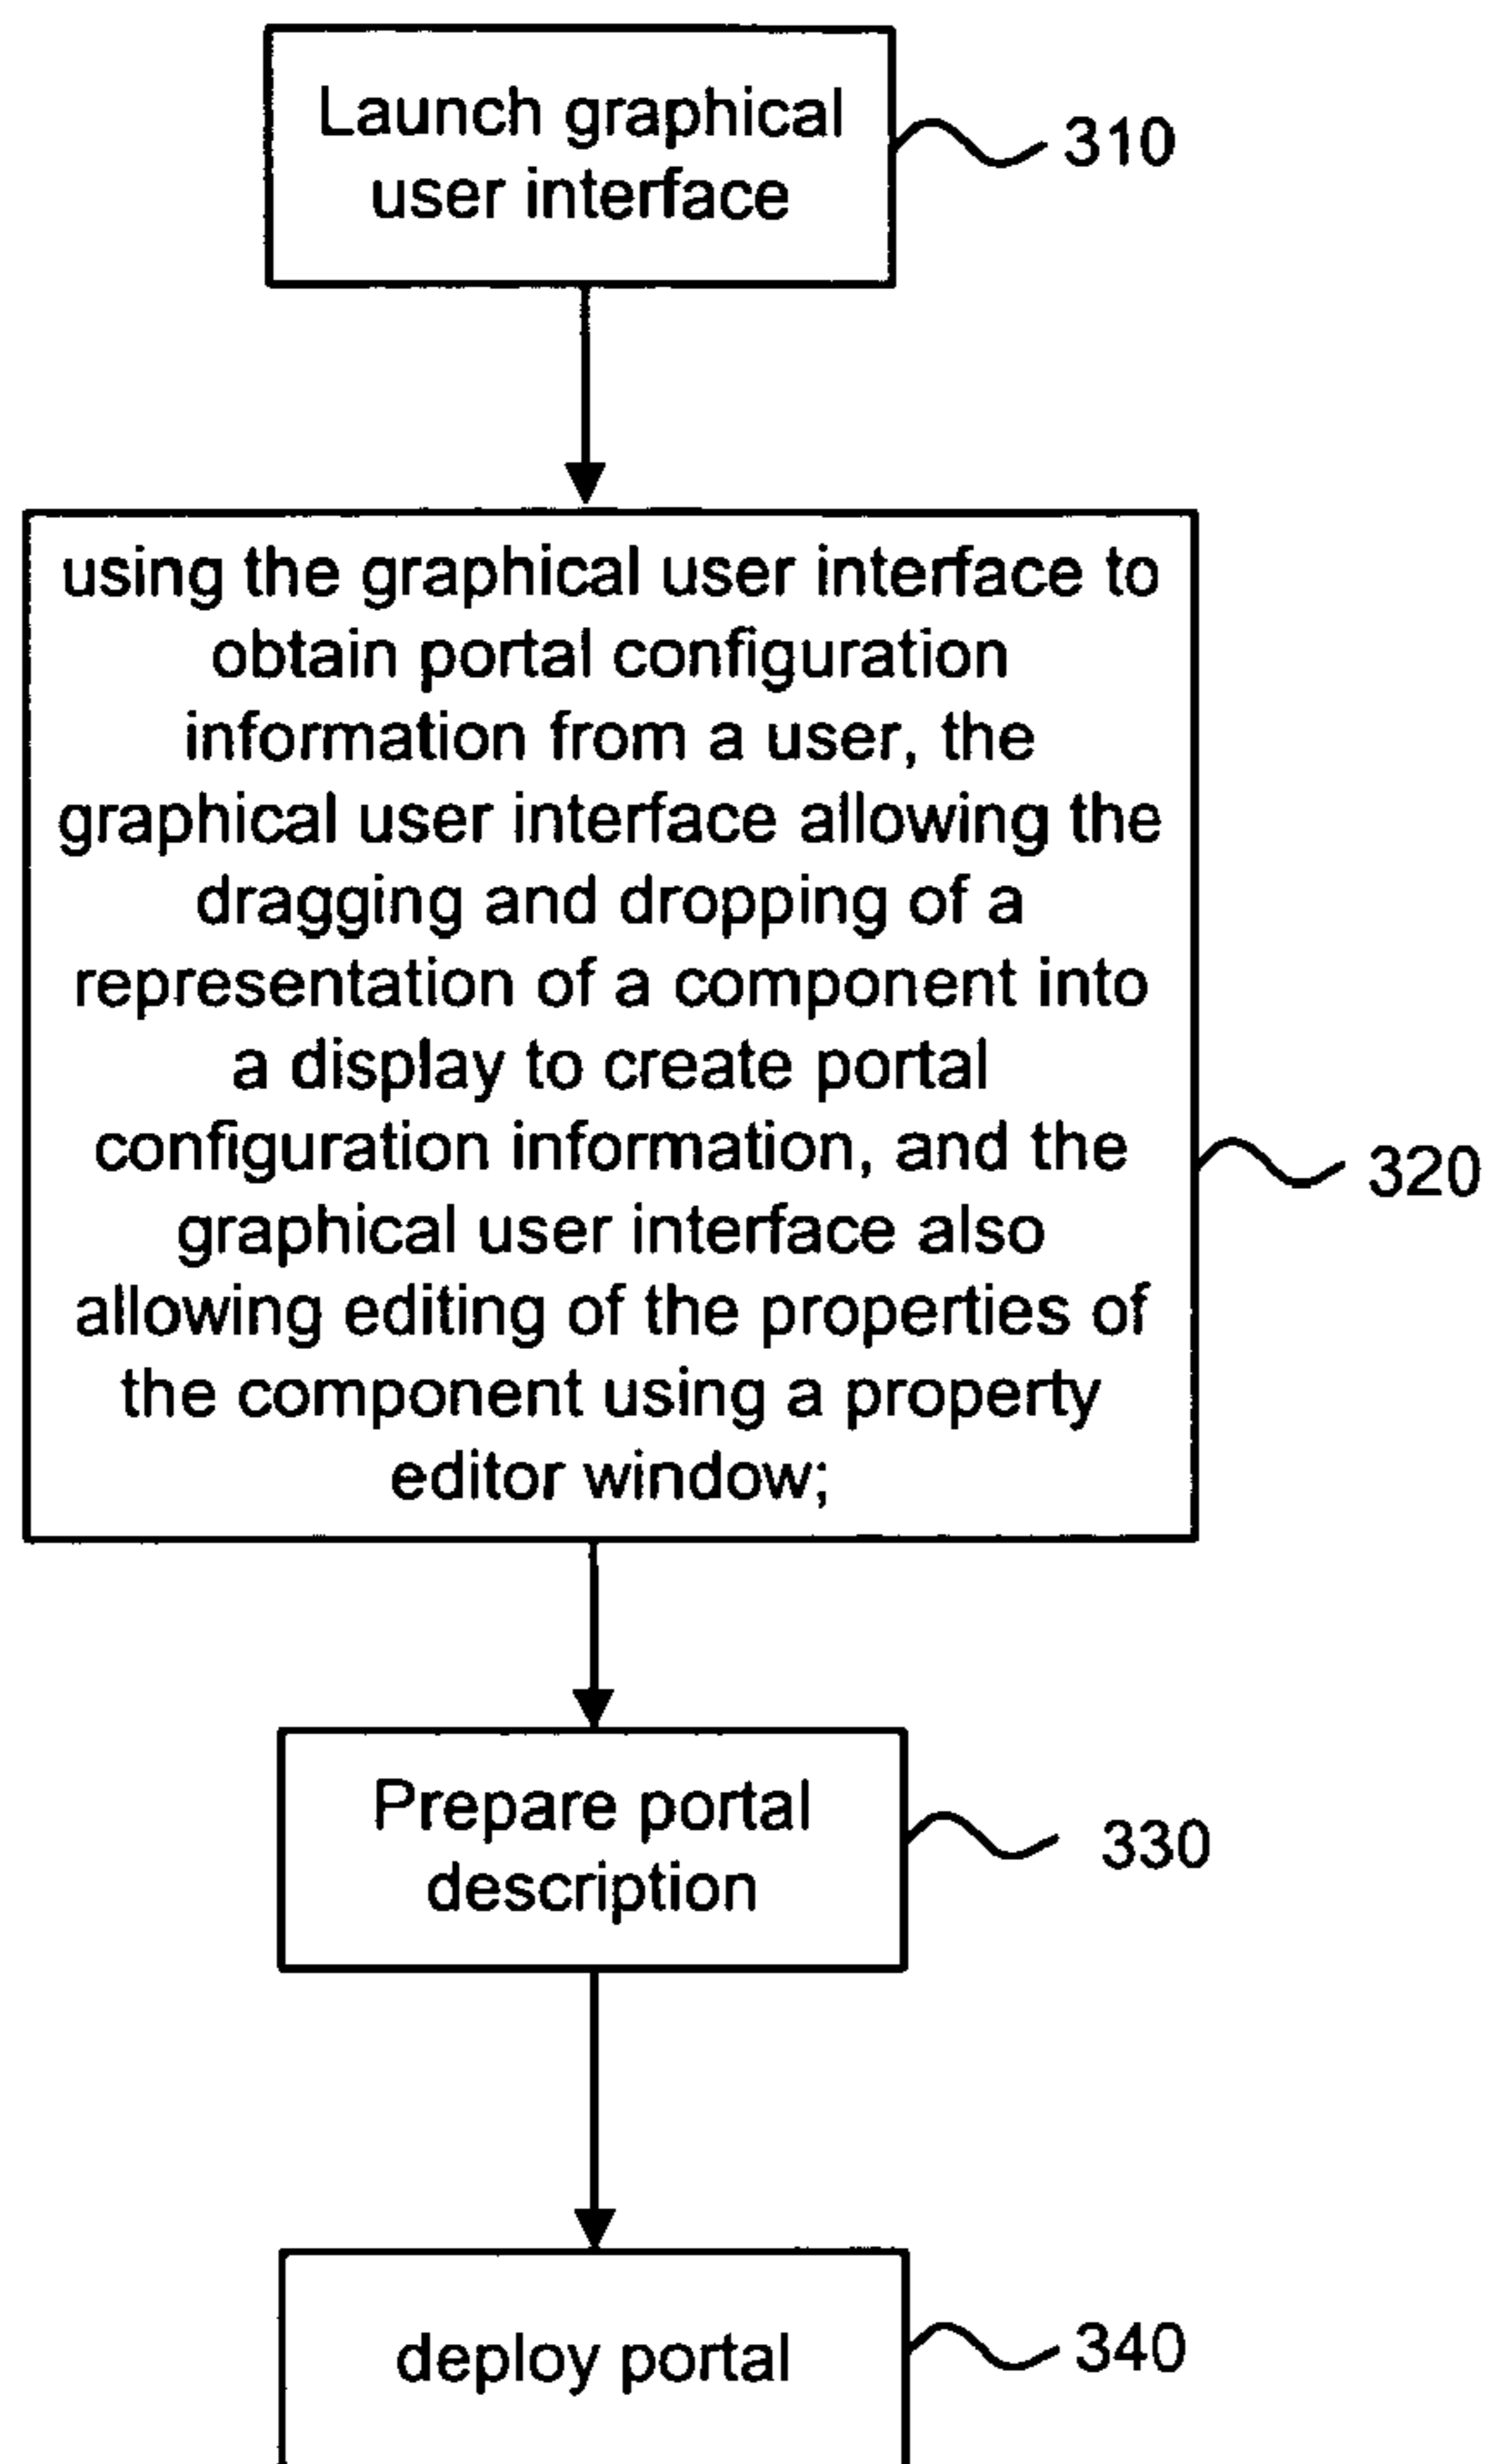 Launch graphical
user interface
310
using the graphical user interface to
obtain portal configuration
information from a user, the
graphical user interface allowing the
dragging and dropping of a
representation of a component into
a display to create portal
configuration information, and the
graphical user interface also
allowing editing of the properties of
the component using a property
editor window;
320
Prepare portal
description
330
deploy portal
340